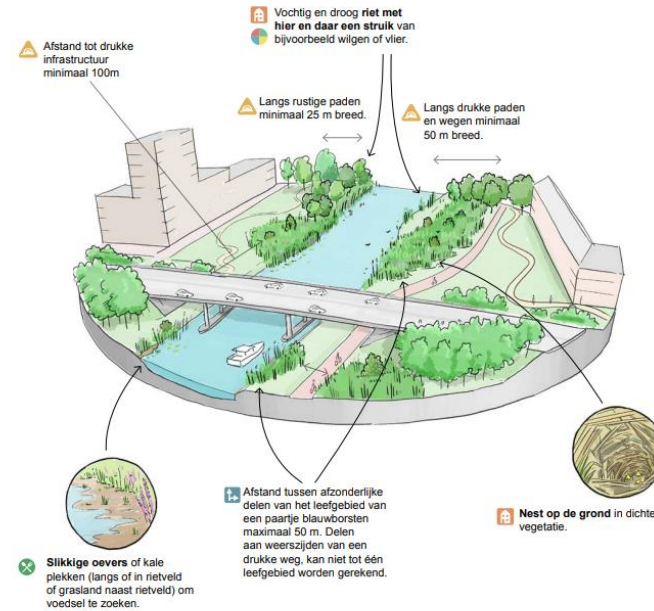 Vochtig en droog riet met
hier en daar een struik van
bijvoorbeeld wilgen of vlier.
Afstand tot drukke
infrastructuur
minimaal 100m
Langs rustige paden
minimaal 25 m breed.
Langs drukke paden
en wegen minimaal
50 m breed.
Slikkige oevers of kale
plekken (langs of in rietveld
of grasland naast rietveld) om
voedsel te zoeken.
Afstand tussen afzonderlijke
delen van het leefgebied van
een paartje blauwborsten
maximaal 50 m. Delen
aan weerszijden van een
drukke weg, kan niet tot één
leefgebied worden gerekend.
Nest op de grond in dichte
vegetatie.